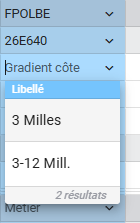 FPOLBE
26E640
Gradient côte
Libellé
3 Milles
3-12 Mill.
2 résultats
Métier